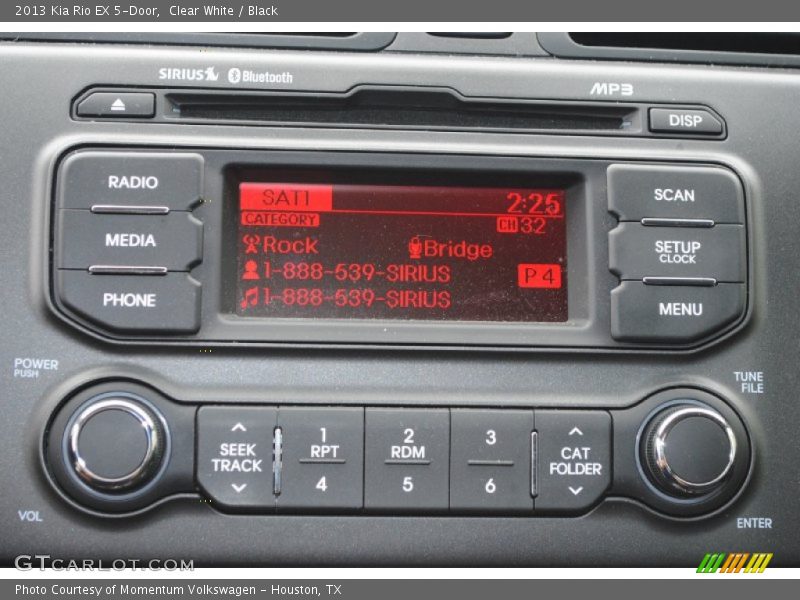 2013 Kia Rio EX 5-Door,  Clear White / Black
SIRIUS Bluetooth
MP3
DISP
RADIO
MEDIA
PHONE
SAT1 2:25
CATEGORY CH 32
Rock Bridge
1-888-539-SIRIUS P4
1-888-539-SIRIUS
SCAN
SETUP
CLOCK
MENU
POWER
PUSH
VOL
SEEK
TRACK
1
RPT
4
2
RDM
5
3
6
CAT
FOLDER
TUNE
FILE
ENTER
GTCARLOT.COM
Photo Courtesy of Momentum Volkswagen - Houston, TX